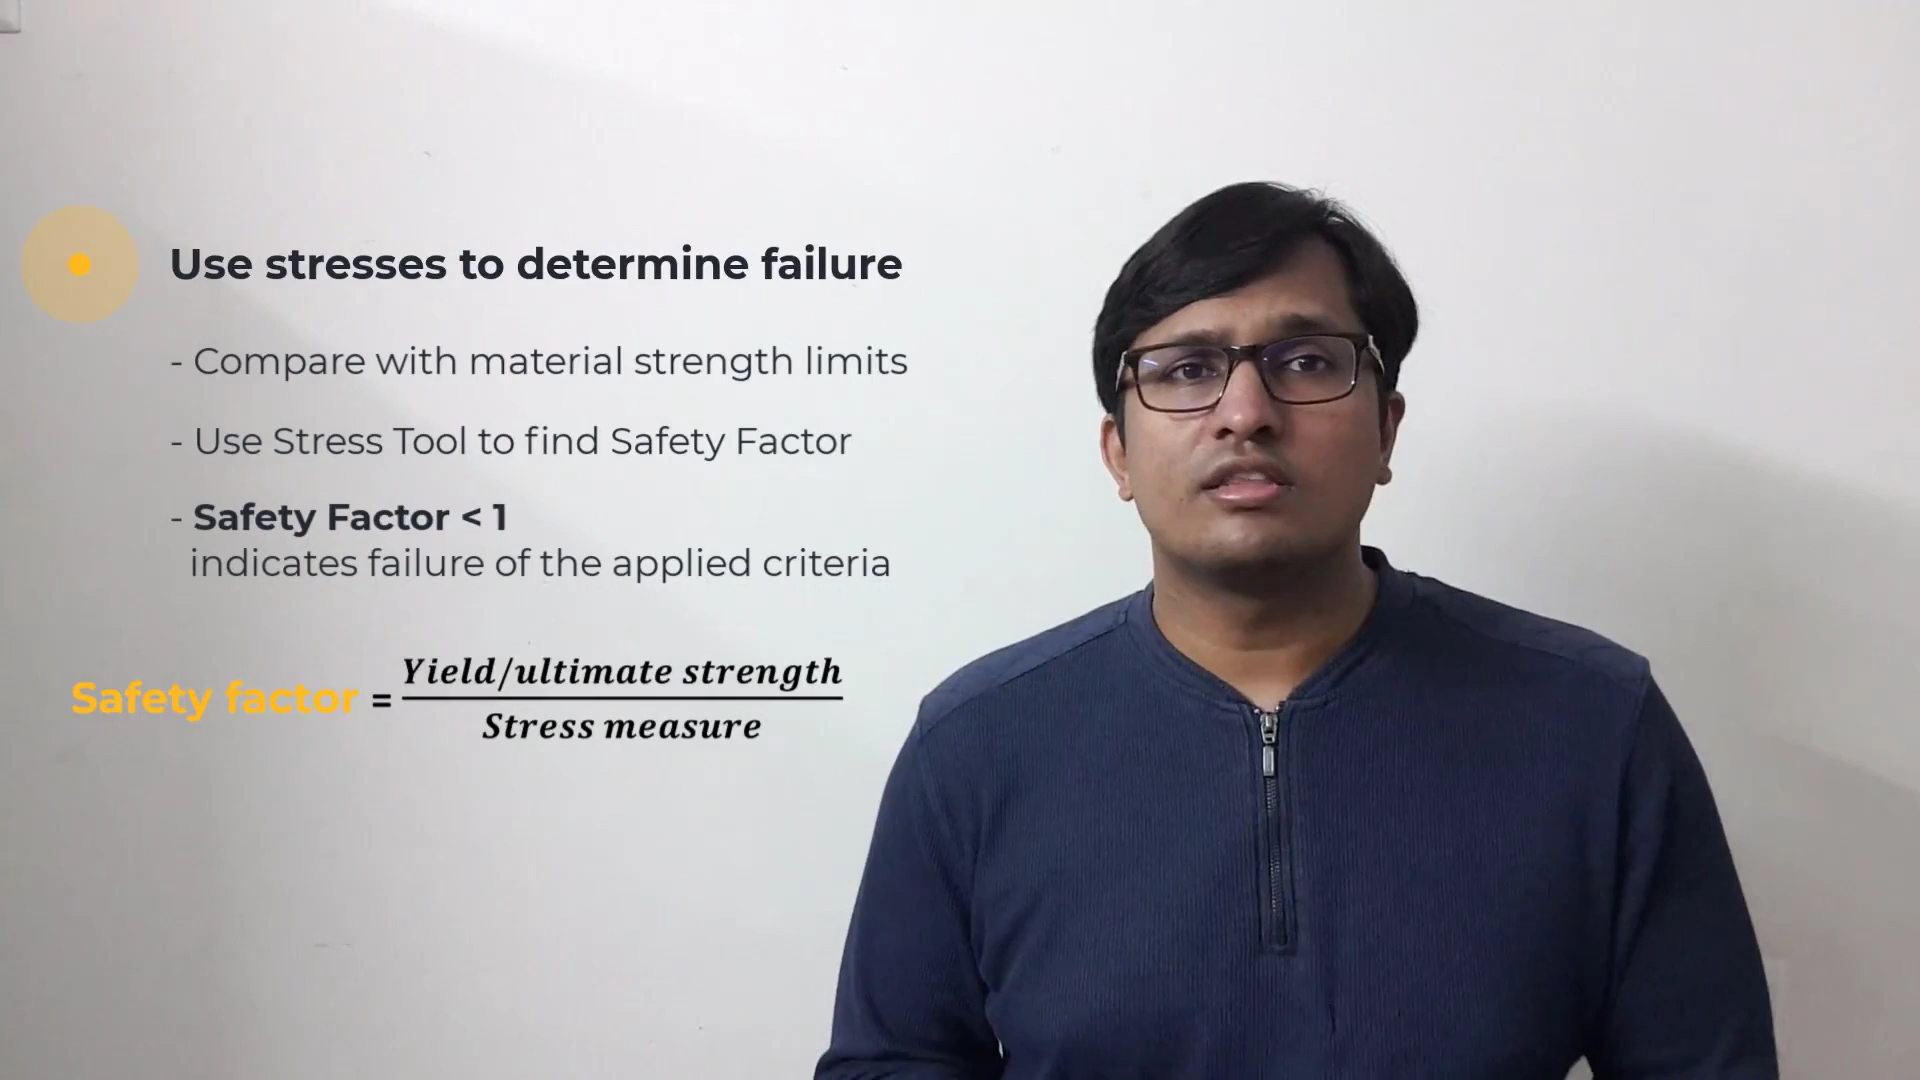 Use stresses to determine failure
- Compare with material strength limits
- Use Stress Tool to find Safety Factor
- Safety Factor < 1
indicates failure of the applied criteria
Safety factor = Yield/ultimate strength
Stress measure